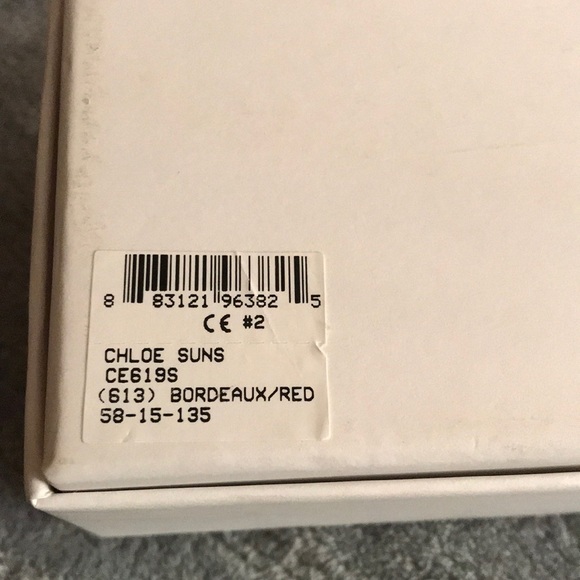 8 83121 96382 5
CE #2
CHLOE SUNS
CE619S
(613) BORDEAUX/RED
58-15-135